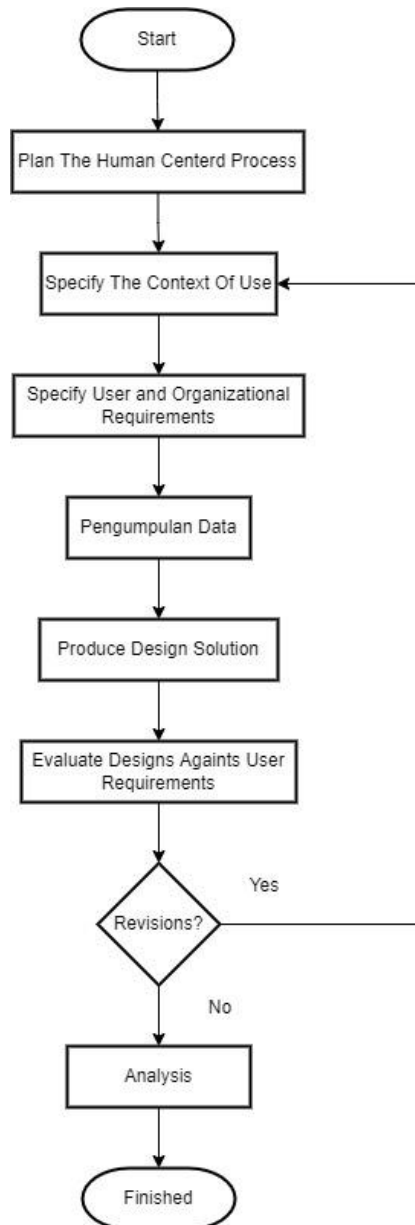 Start
Plan The Human Centerd Process
Specify The Context Of Use
Specify User and Organizational
Requirements
Pengumpulan Data
Produce Design Solution
Evaluate Designs Againts User
Requirements
Yes
Revisions?
No
Analysis
Finished